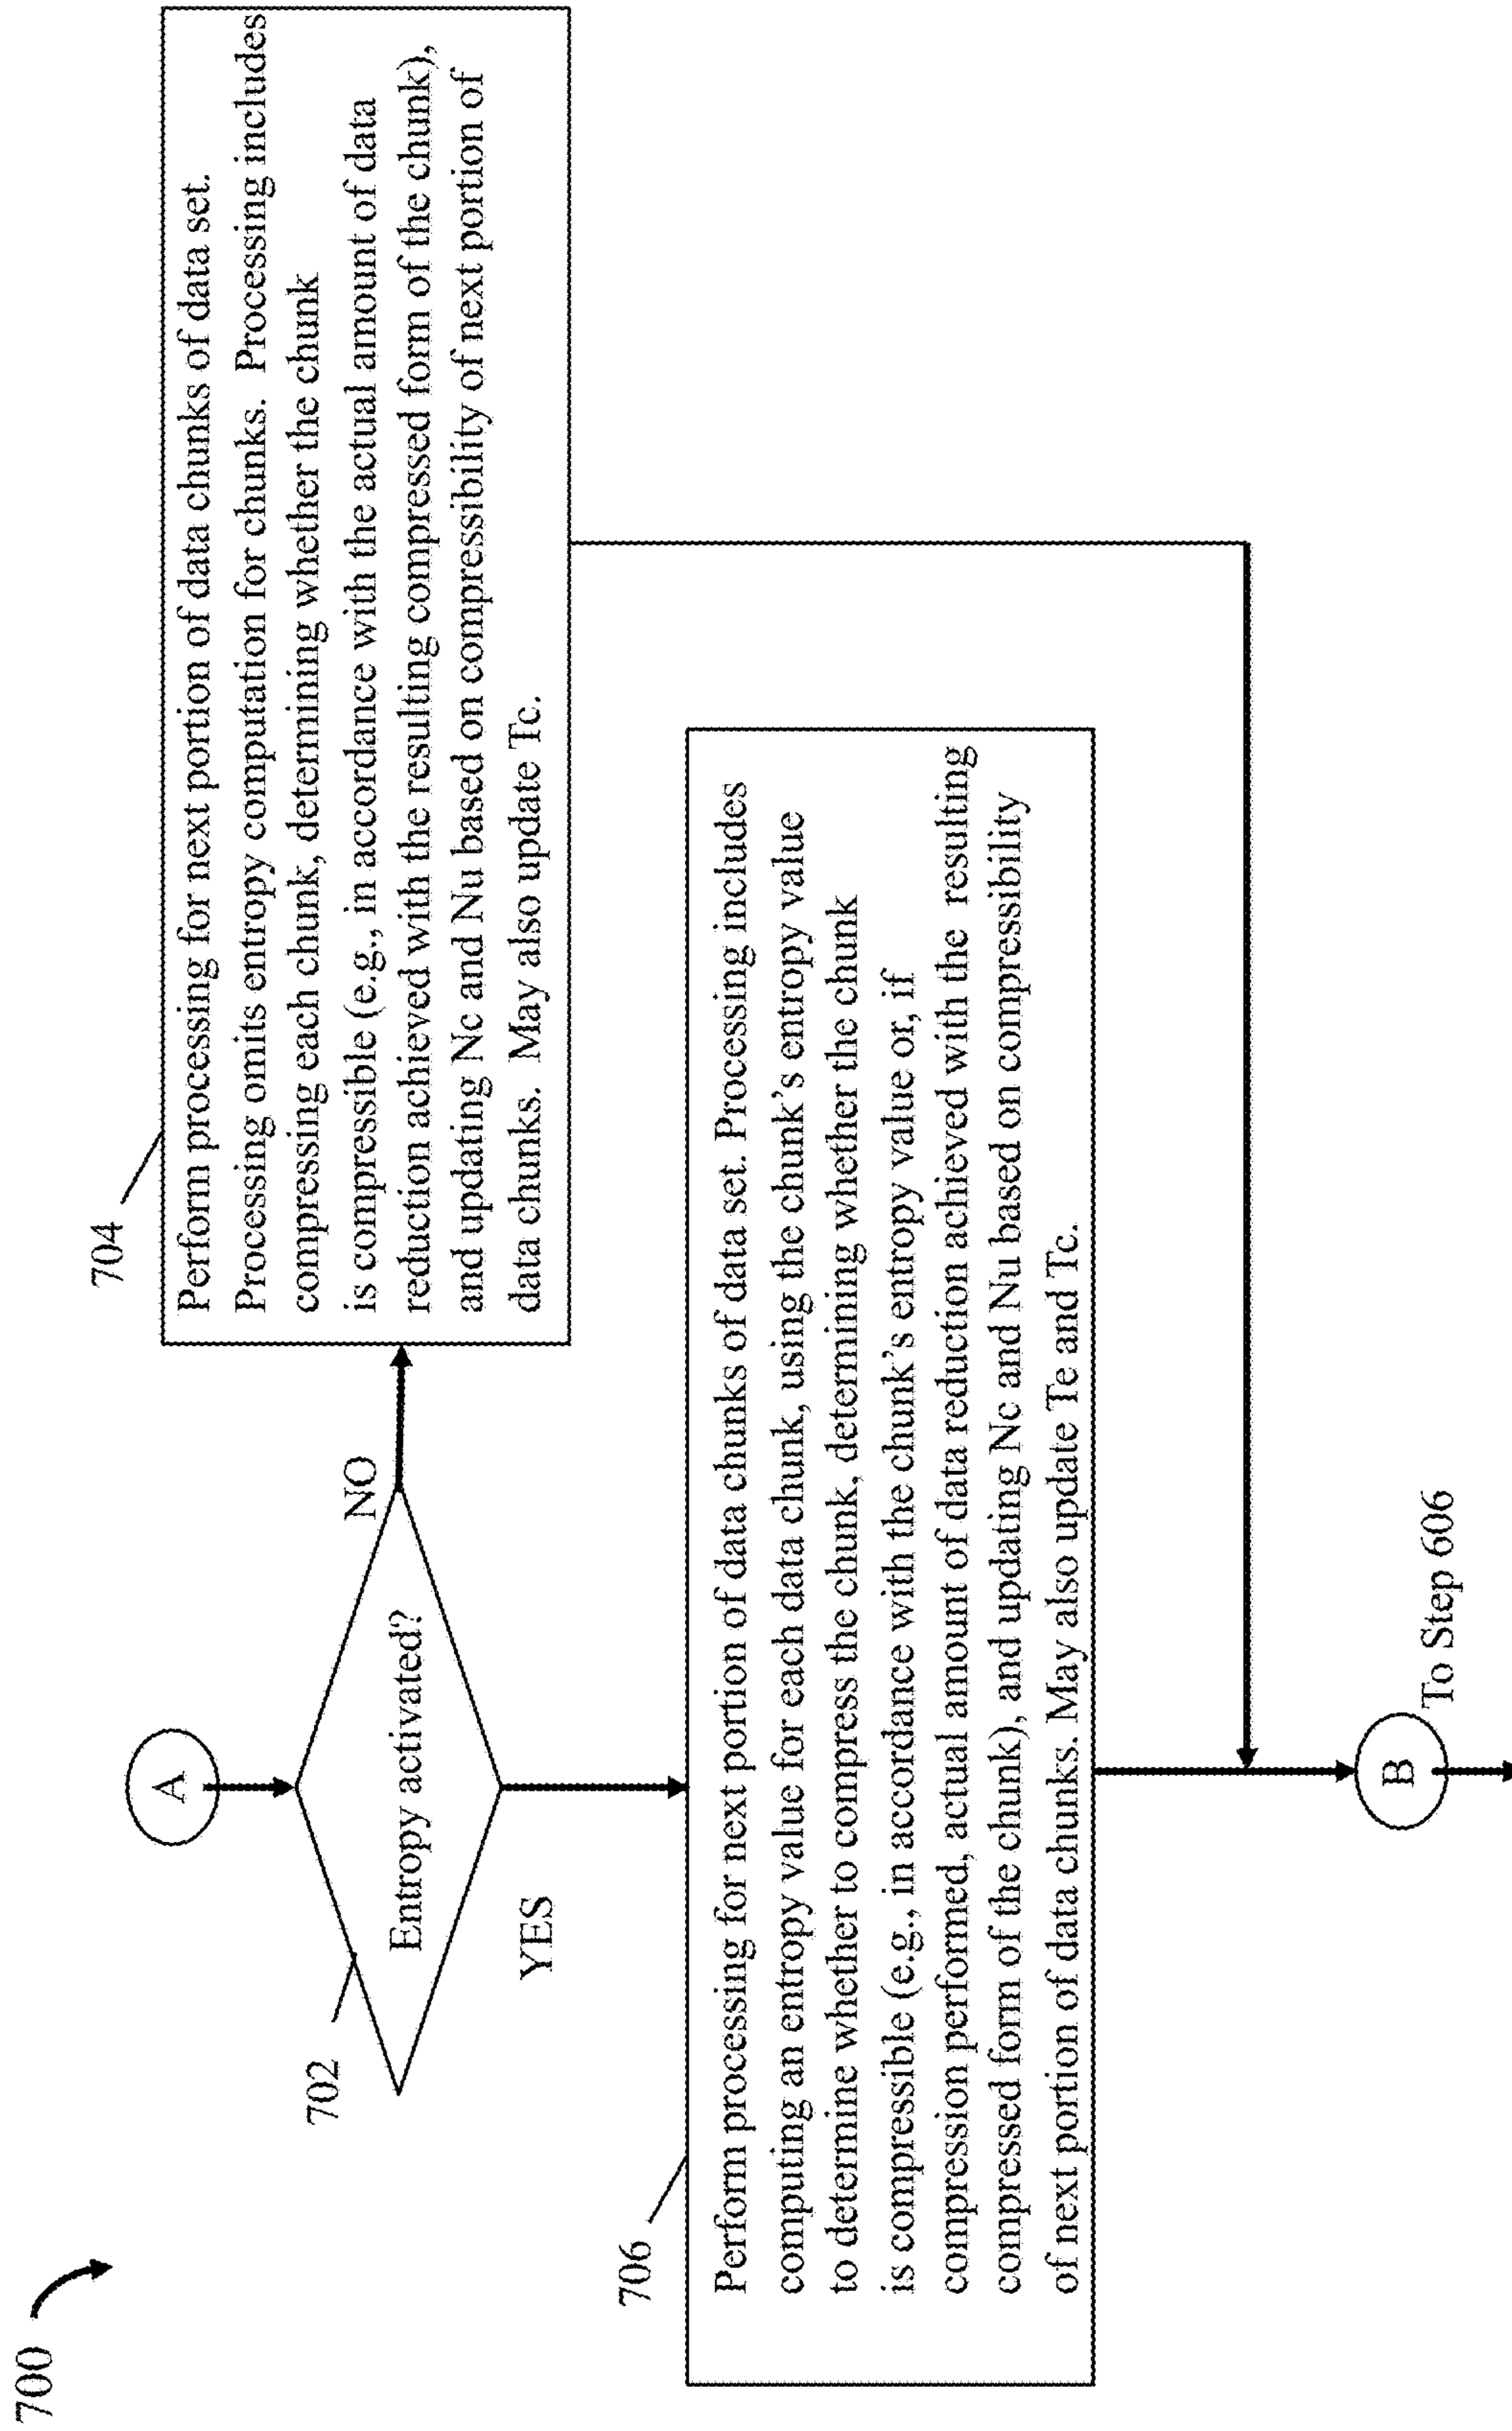 700
A
702
Entropy activated?
NO
YES
704
Perform processing for next portion of data chunks of data set.
Processing omits entropy computation for chunks. Processing includes
compressing each chunk, determining whether the chunk
is compressible (e.g., in accordance with the actual amount of data
reduction achieved with the resulting compressed form of the chunk),
and updating Nc and Nu based on compressibility of next portion of
data chunks. May also update Tc.
706
Perform processing for next portion of data chunks of data set. Processing includes
computing an entropy value for each data chunk, using the chunk's entropy value
to determine whether to compress the chunk, determining whether the chunk
is compressible (e.g., in accordance with the chunk's entropy value or, if
compression performed, actual amount of data reduction achieved with the resulting
compressed form of the chunk), and updating Nc and Nu based on compressibility
of next portion of data chunks. May also update Te and Tc.
B
To Step 606